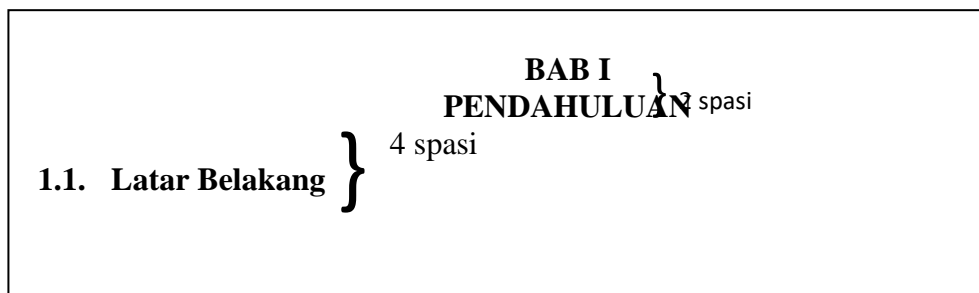 BAB I
PENDAHULUAN } 2 spasi
} 4 spasi
1.1. Latar Belakang